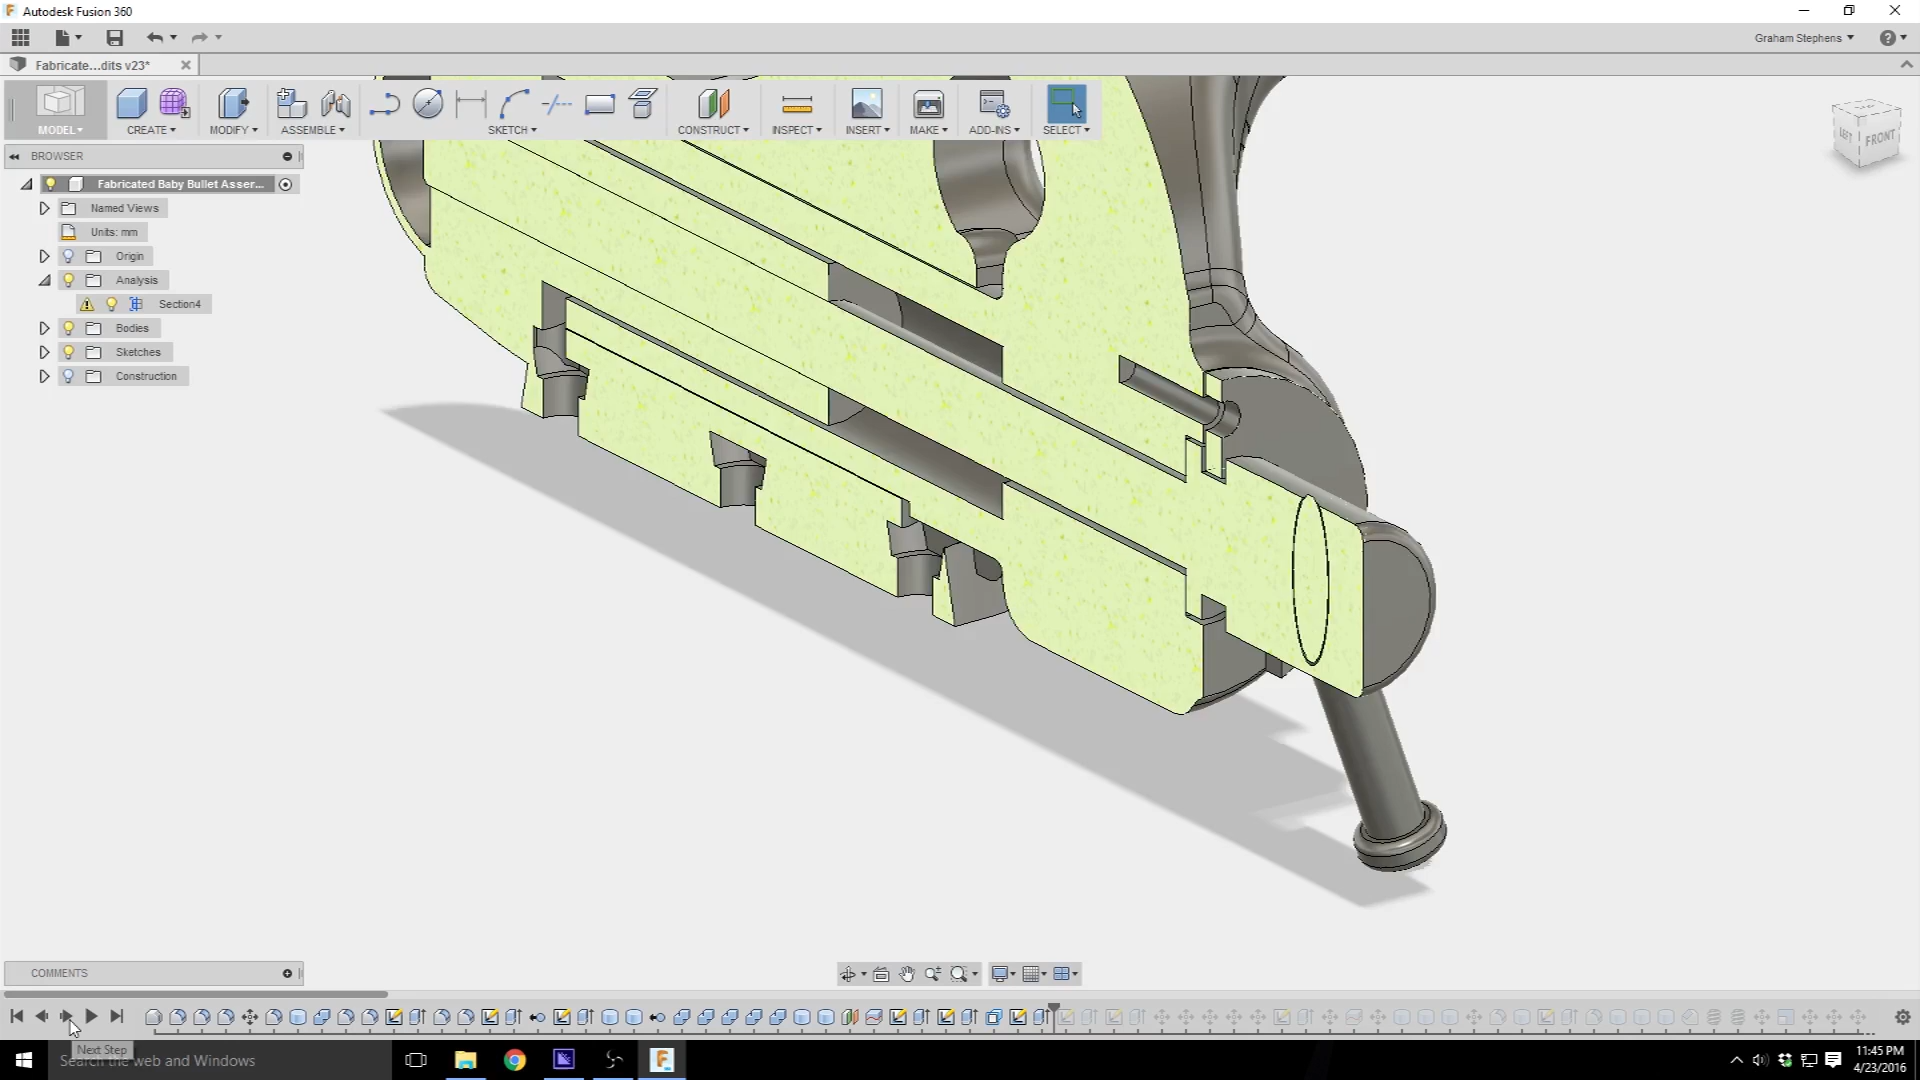 Autodesk Fusion 360
Graham Stephens
Fabricate...dits v23*
MODEL
CREATE
MODIFY
ASSEMBLE
SKETCH
CONSTRUCT
INSPECT
INSERT
MAKE
ADD-INS
SELECT
LEFT
FRONT
BROWSER
Fabricated Baby Bullet Asser...
Named Views
Units: mm
Origin
Analysis
Section4
Bodies
Sketches
Construction
COMMENTS
Next Step
Search the web and Windows
11:45 PM
4/23/2016